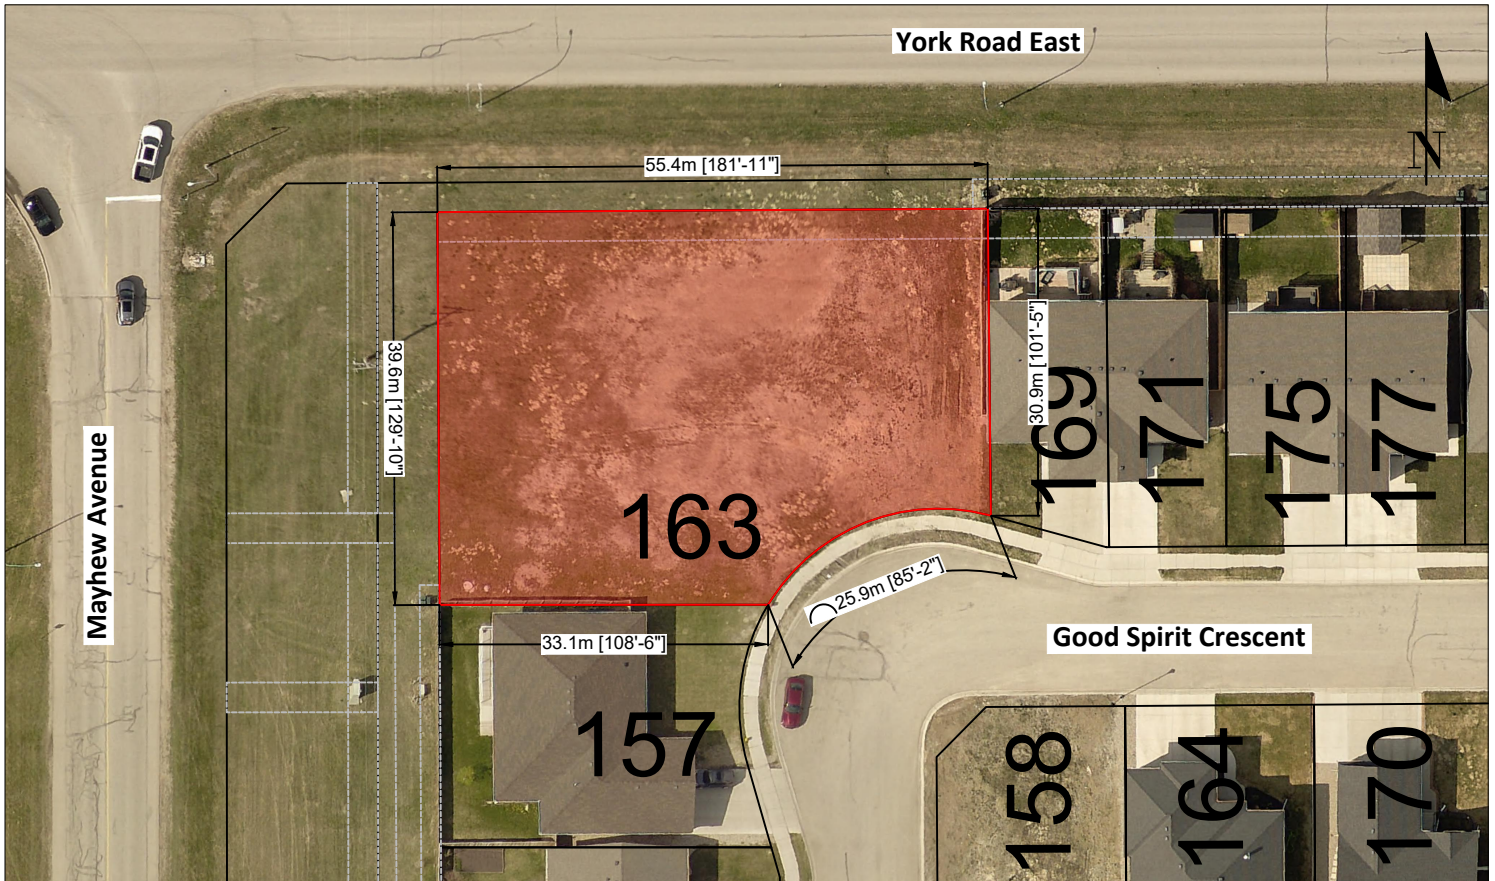 York Road East
N
55.4m [181'-11"]
39.6m [129'-10"]
30.9m [101'-5"]
169
171
175
177
Mayhew Avenue
163
25.9m [85'-2"]
33.1m [108'-6"]
Good Spirit Crescent
157
158
164
170